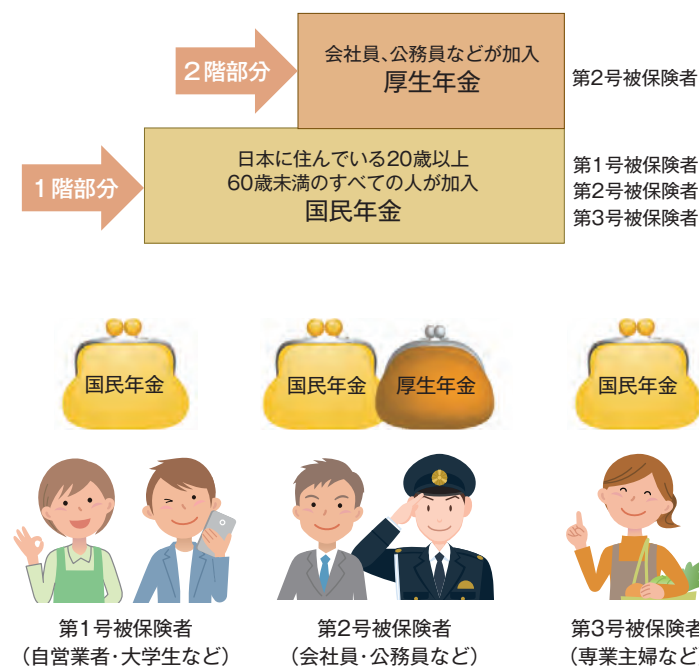 2階部分
会社員、公務員などが加入
厚生年金
第2号被保険者
1階部分
日本に住んでいる20歳以上
60歳未満のすべての人が加入
国民年金
第1号被保険者
第2号被保険者
第3号被保険者
国民年金
国民年金
厚生年金
国民年金
第1号被保険者
(自営業者・大学生など)
第2号被保険者
(会社員・公務員など)
第3号被保険者
(専業主婦など